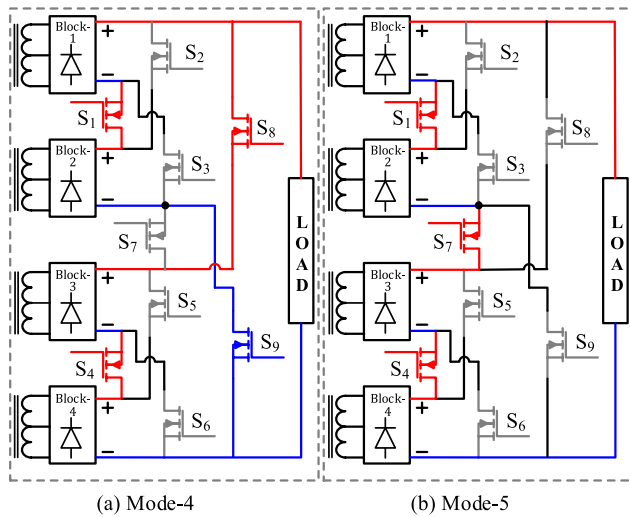 Block-
1
+
−
S2
S1
S8
Block-
2
+
−
S3
S7
LOAD
Block-
3
+
−
S5
S4
S9
Block-
4
+
−
S6
(a) Mode-4
Block-
1
+
−
S2
S1
S8
Block-
2
+
−
S3
S7
LOAD
Block-
3
+
−
S5
S4
S9
Block-
4
+
−
S6
(b) Mode-5